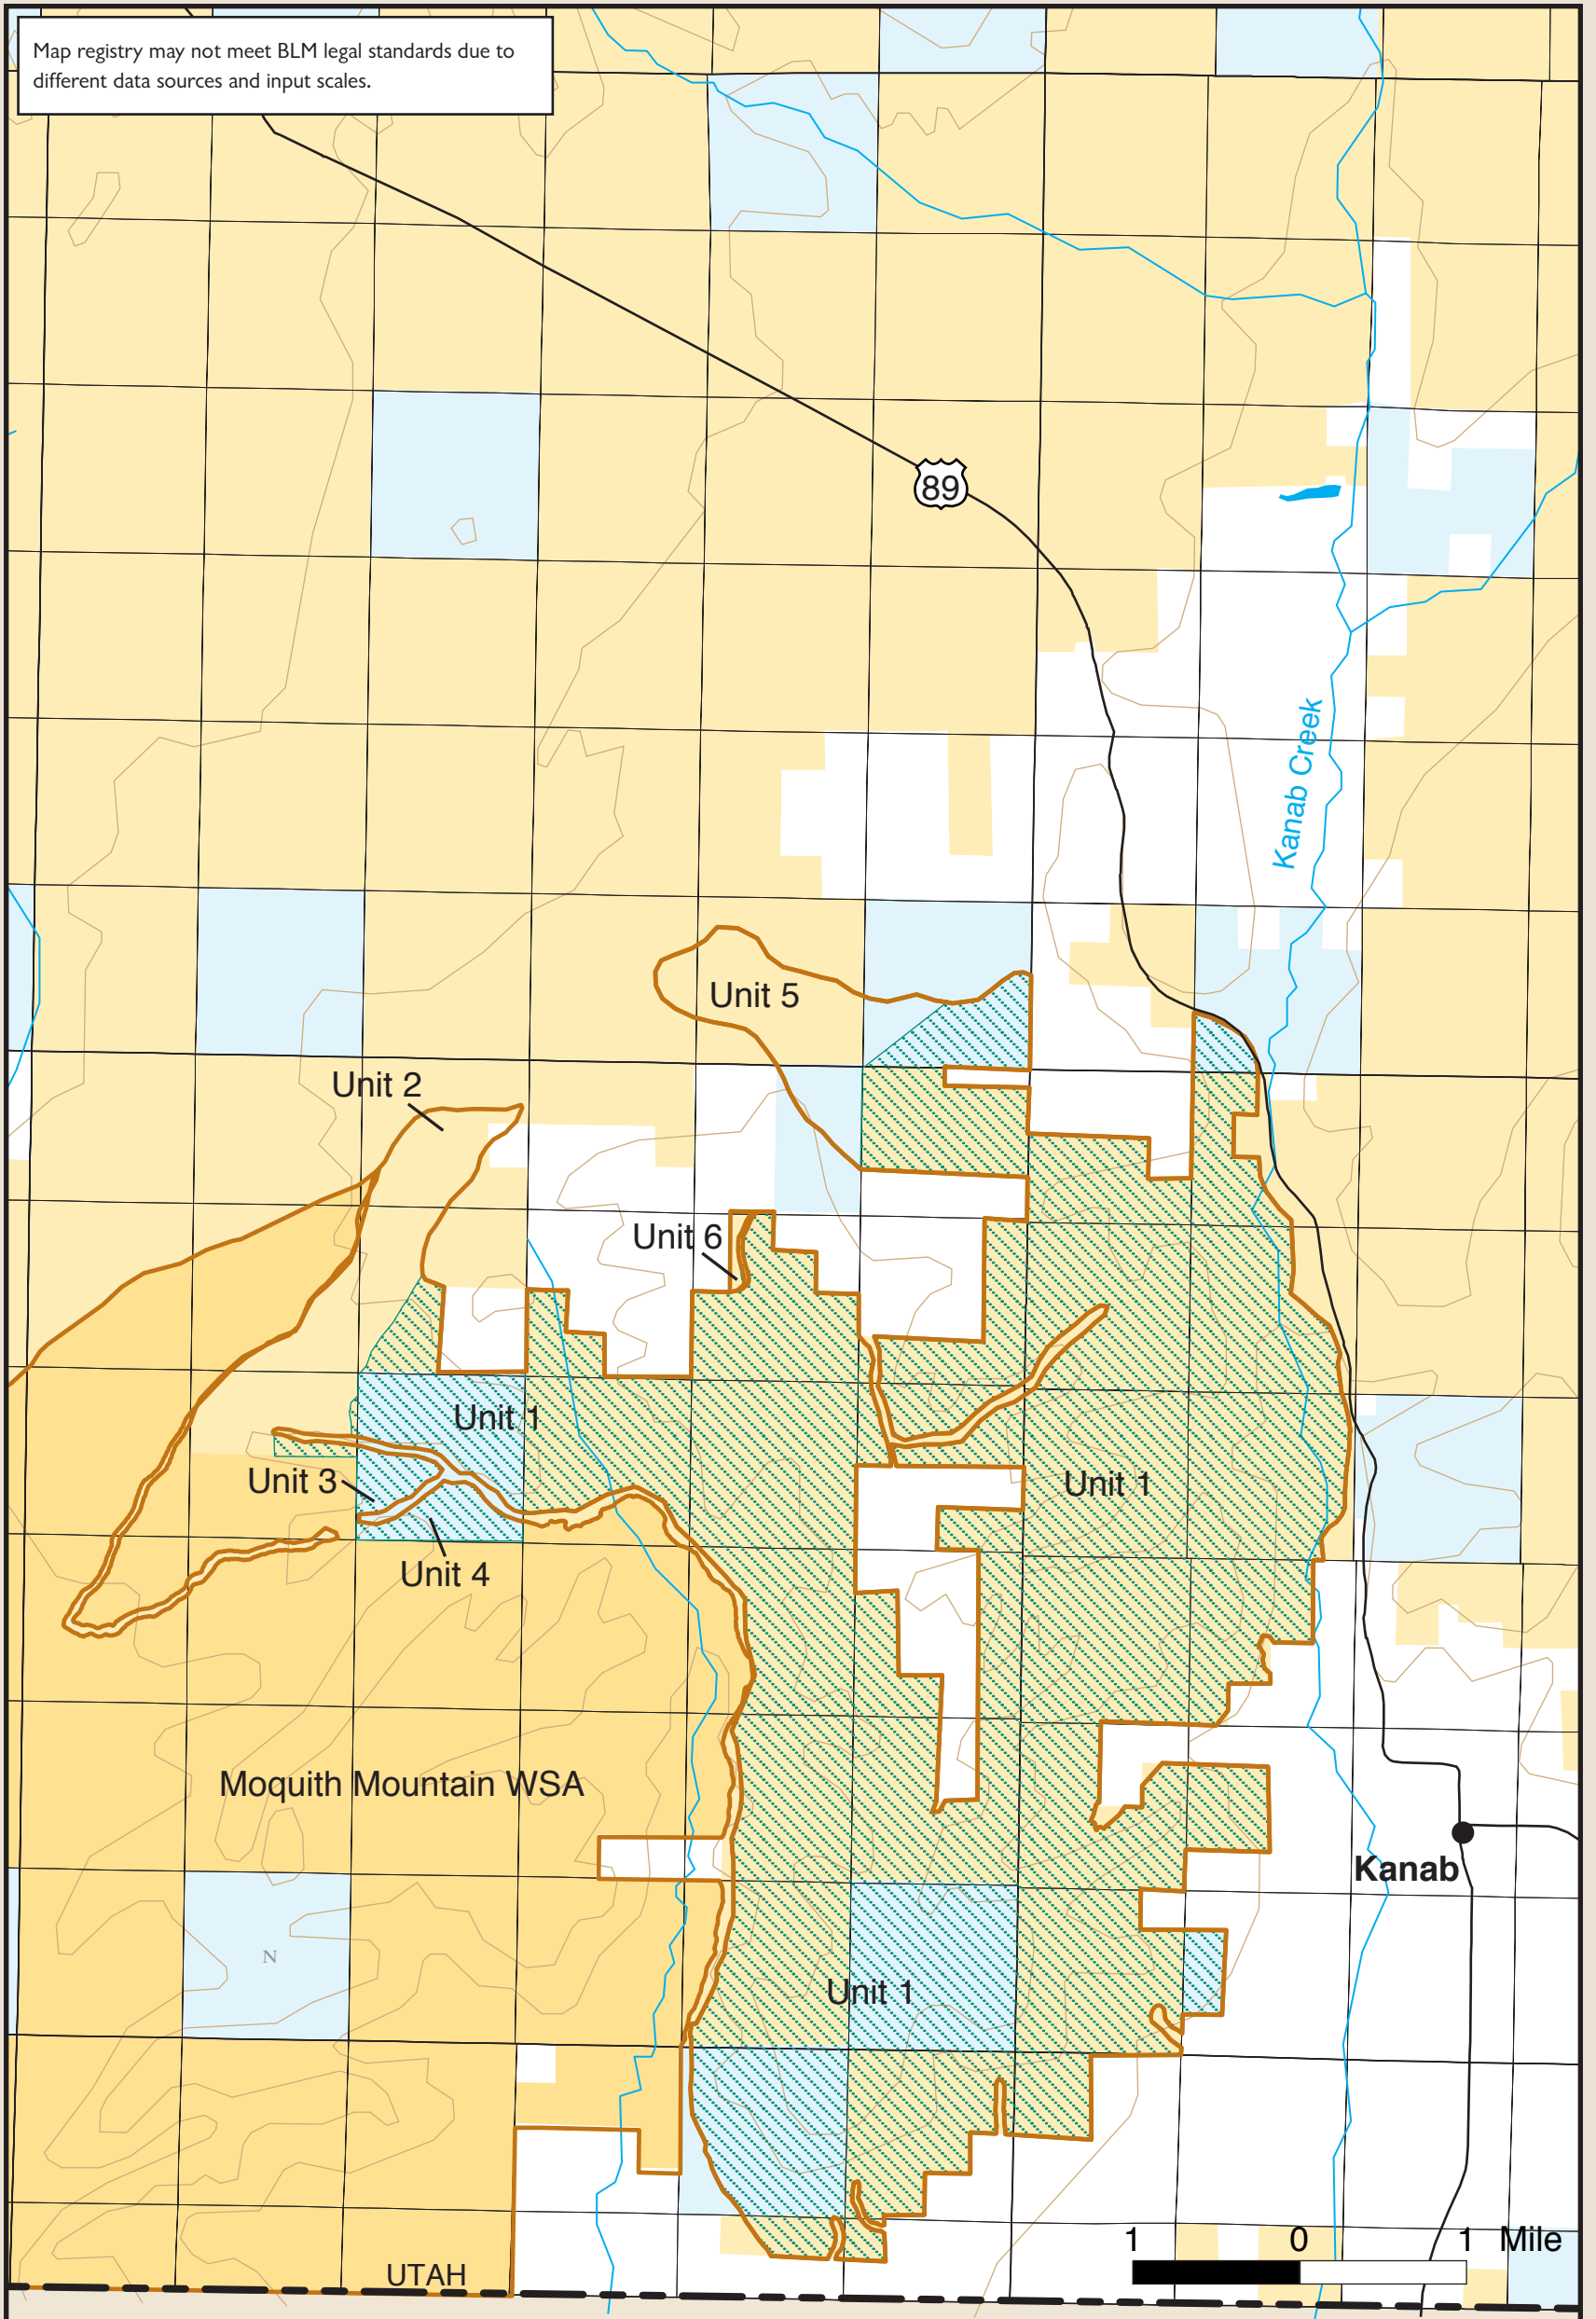 Map registry may not meet BLM legal standards due to
different data sources and input scales.
89
Kanab Creek
Unit 5
Unit 2
Unit 6
Unit 1
Unit 3
Unit 1
Unit 4
Moquith Mountain WSA
Kanab
N
Unit 1
1 0 1 Mile
UTAH